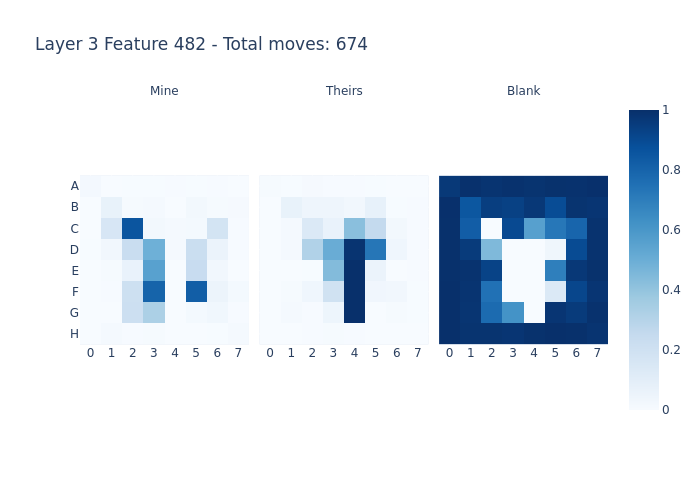 Layer 3 Feature 482 - Total moves: 674
Mine Theirs Blank
A
B
C
D
E
F
G
H
0 1 2 3 4 5 6 7 0 1 2 3 4 5 6 7 0 1 2 3 4 5 6 7
1
0.8
0.6
0.4
0.2
0